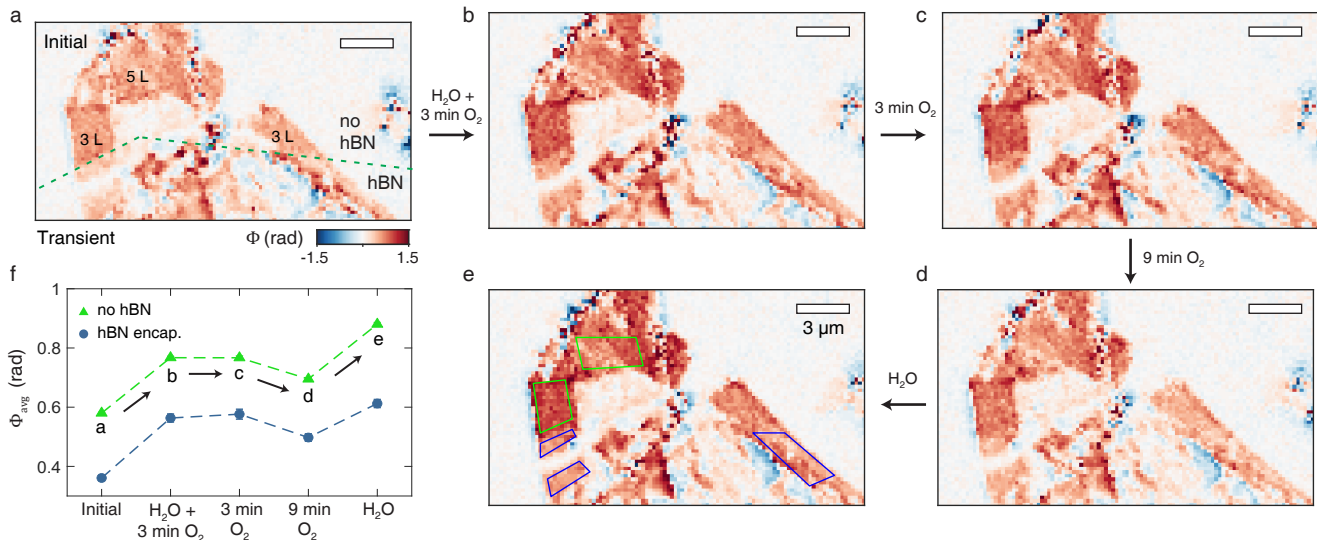 a
Initial
5 L
3 L
3 L
no
hBN
hBN
Transient
Φ (rad)
-1.5
1.5
H₂O +
3 min O₂
b
3 min O₂
c
9 min O₂
d
H₂O
e
3 µm
f
no hBN
hBN encap.
1
0.8
0.6
0.4
Φavg (rad)
a
b
c
d
e
Initial
H₂O +
3 min O₂
3 min
O₂
9 min
O₂
H₂O